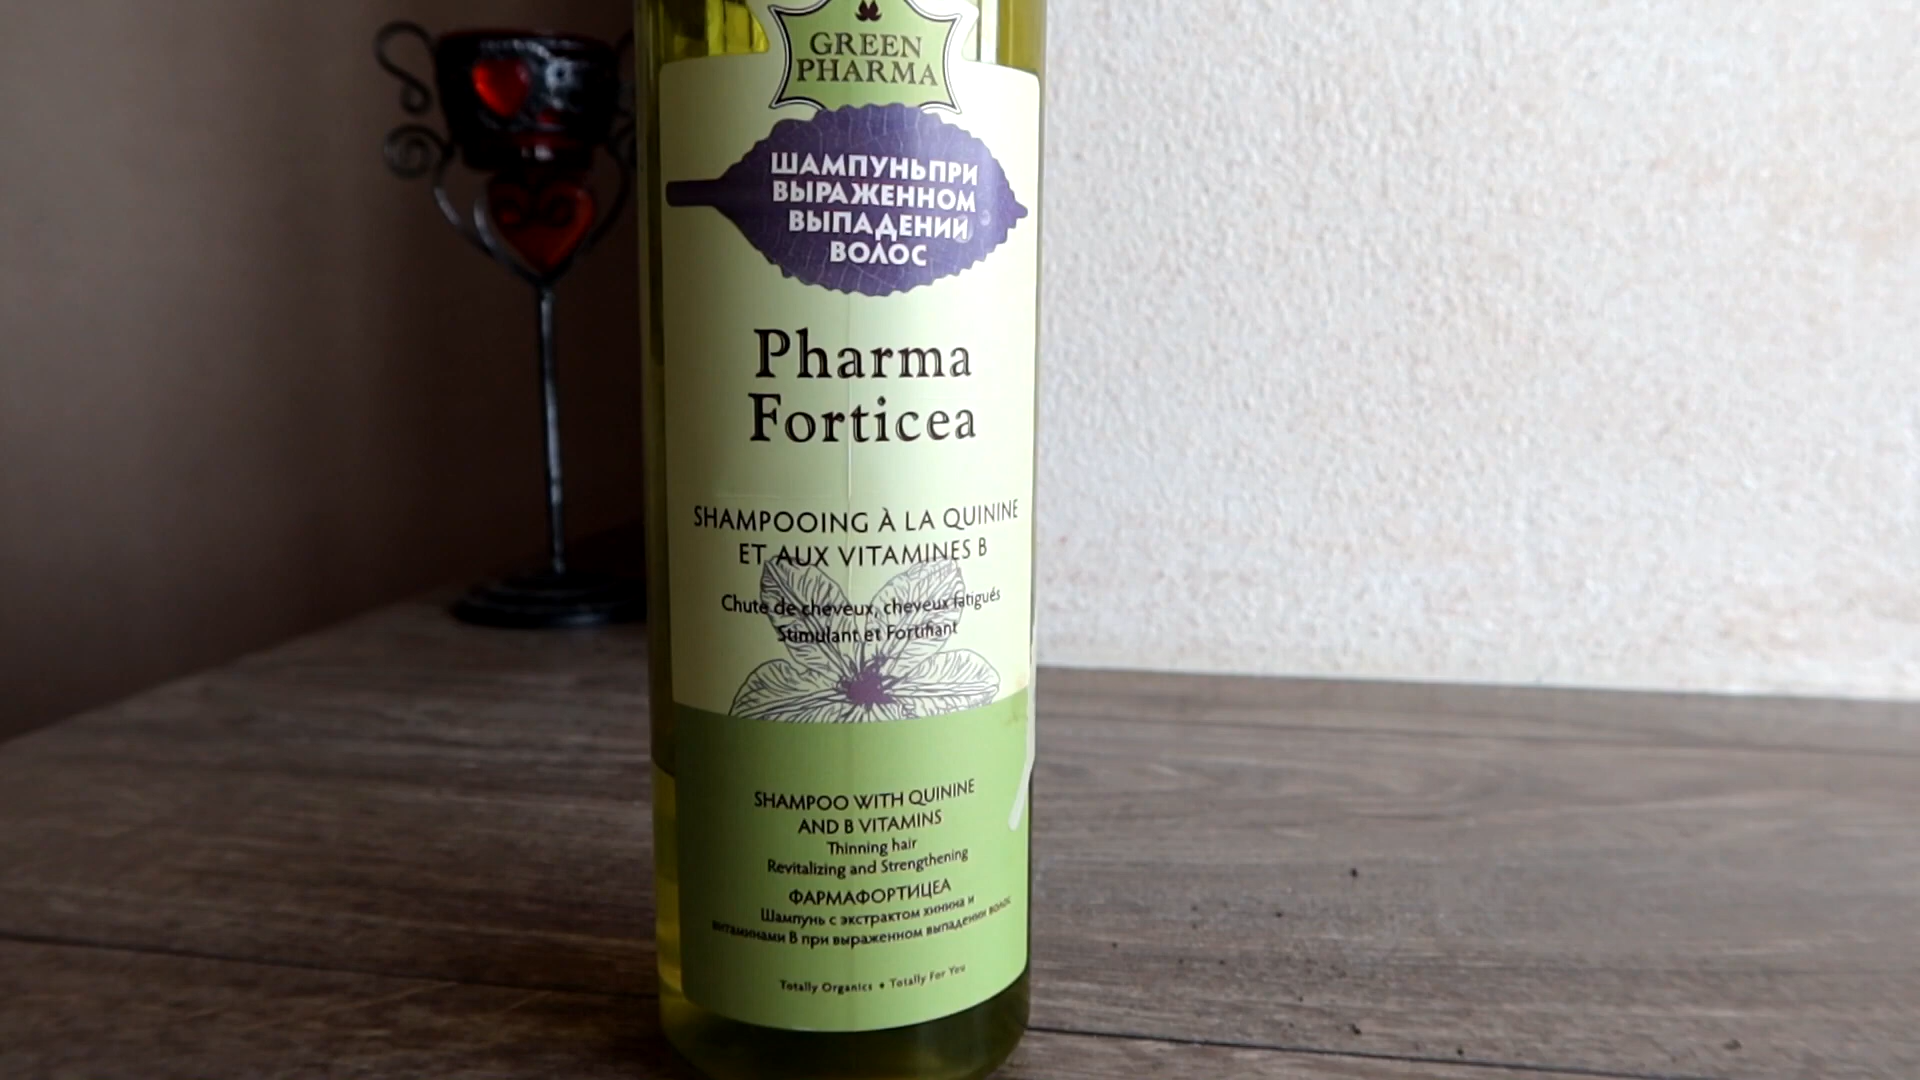 GREEN
PHARMA
ШАМПУНЬ ПРИ
ВЫРАЖЕННОМ
ВЫПАДЕНИИ
ВОЛОС
Pharma
Forticea
SHAMPOOING À LA QUININE
ET AUX VITAMINES B
Chute de cheveux, cheveux fatigués
Stimulant et Fortifiant
SHAMPOO WITH QUININE
AND B VITAMINS
Thinning hair
Revitalizing and Strengthening
ФАРМАФОРТИЦЕА
Шампунь с экстрактом хинина и
витаминами B при выраженном выпадении волос
Totally Organics • Totally For You